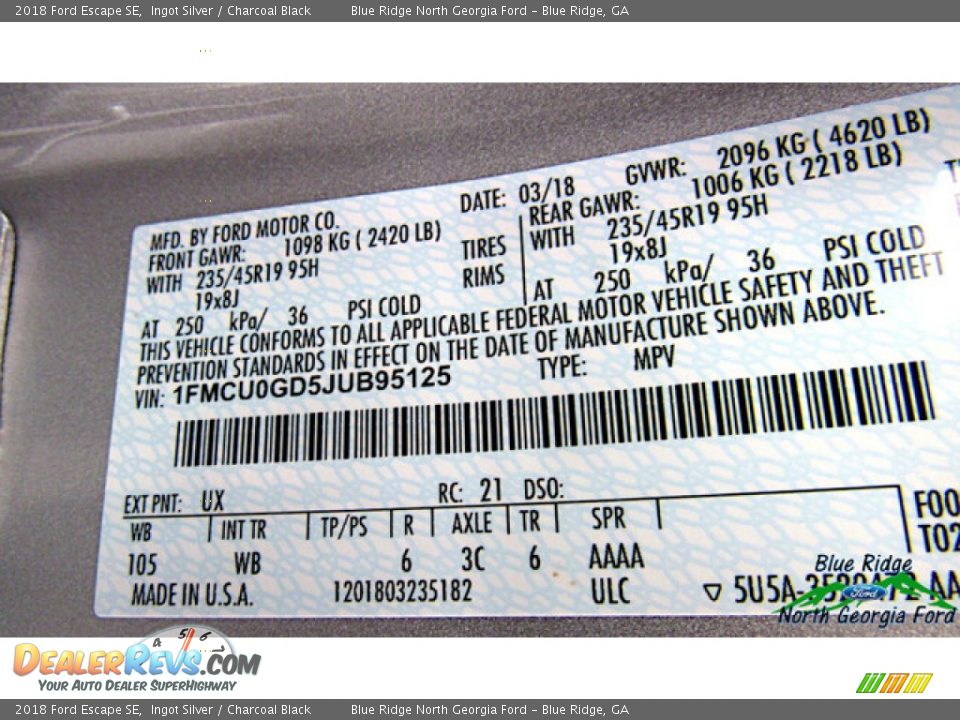 2018 Ford Escape SE, Ingot Silver / Charcoal Black Blue Ridge North Georgia Ford - Blue Ridge, GA
MFD. BY FORD MOTOR CO. DATE: 03/18 GVWR: 2096 KG ( 4620 LB)
FRONT GAWR: 1098 KG ( 2420 LB) REAR GAWR: 1006 KG ( 2218 LB)
WITH 235/45R19 95H TIRES WITH 235/45R19 95H
19x8J RIMS 19x8J
AT 250 kPa/ 36 PSI COLD AT 250 kPa/ 36 PSI COLD
THIS VEHICLE CONFORMS TO ALL APPLICABLE FEDERAL MOTOR VEHICLE SAFETY AND THEFT
PREVENTION STANDARDS IN EFFECT ON THE DATE OF MANUFACTURE SHOWN ABOVE.
VIN: 1FMCU0GD5JUB95125 TYPE: MPV
EXT PNT: UX RC: 21 DSO:
WB INT TR TP/PS R AXLE TR SPR
105 WB 6 3C 6 AAAA
MADE IN U.S.A. 1201803235182 ULC
Blue Ridge
Ford
North Georgia Ford
4 5 6
DEALERREVS.COM
YOUR AUTO DEALER SUPERHIGHWAY
2018 Ford Escape SE, Ingot Silver / Charcoal Black Blue Ridge North Georgia Ford - Blue Ridge, GA